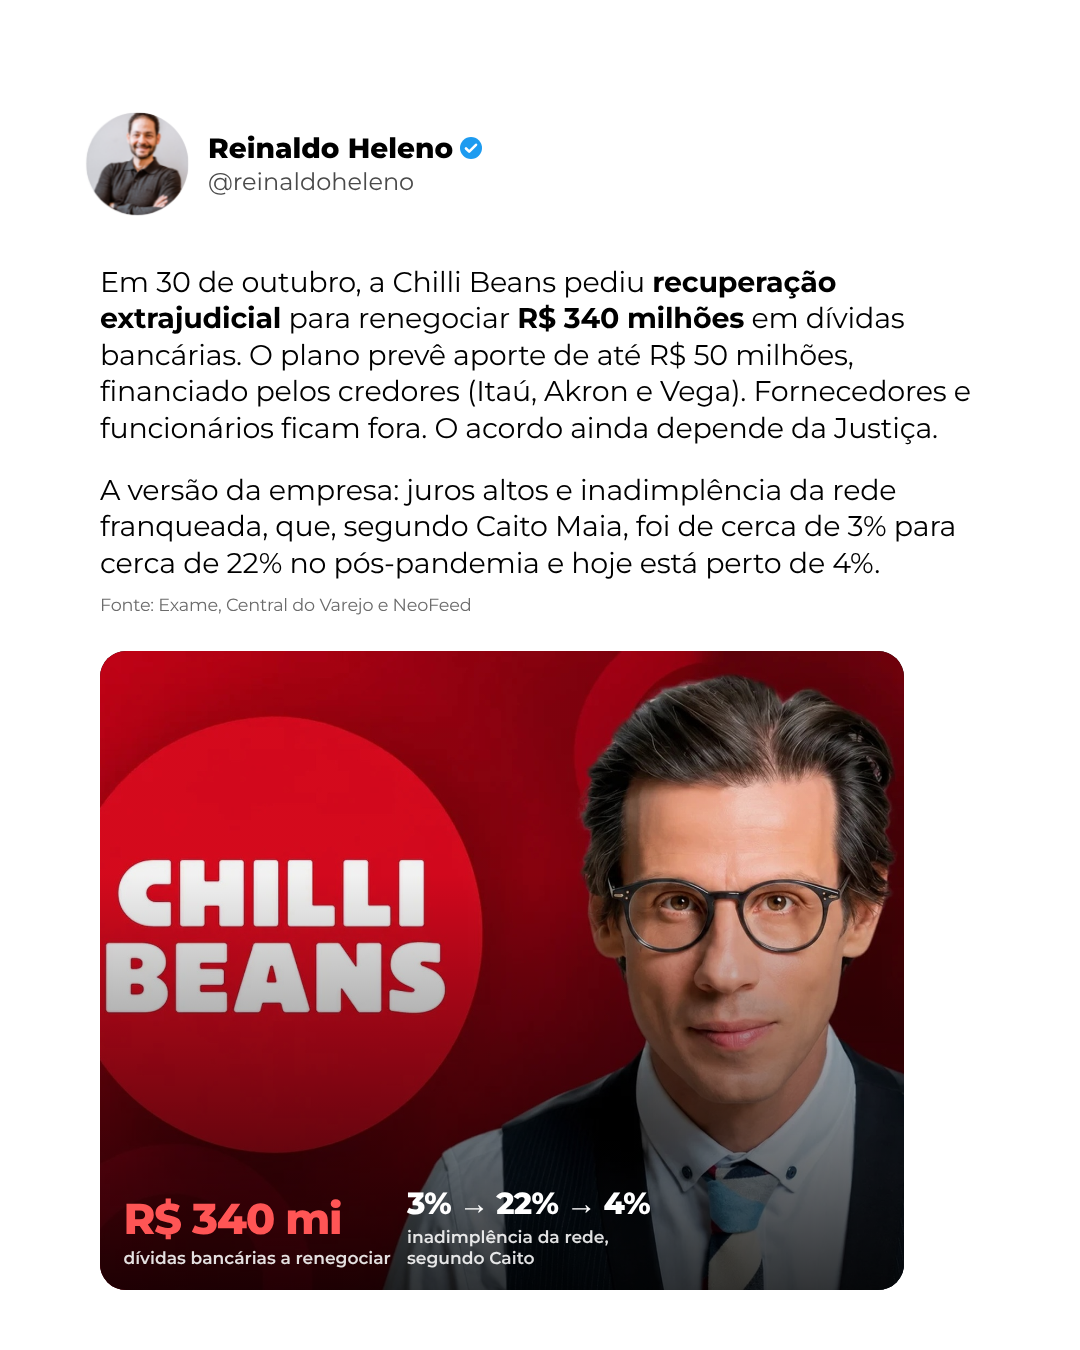 Reinaldo Heleno
@reinaldoheleno
Em 30 de outubro, a Chilli Beans pediu recuperação
extrajudicial para renegociar R$ 340 milhões em dívidas
bancárias. O plano prevê aporte de até R$ 50 milhões,
financiado pelos credores (Itaú, Akron e Vega). Fornecedores e
funcionários ficam fora. O acordo ainda depende da Justiça.
A versão da empresa: juros altos e inadimplência da rede
franqueada, que, segundo Caito Maia, foi de cerca de 3% para
cerca de 22% no pós-pandemia e hoje está perto de 4%.
Fonte: Exame, Central do Varejo e NeoFeed
CHILLI
BEANS
R$ 340 mi
dívidas bancárias a renegociar
3% → 22% → 4%
inadimplência da rede,
segundo Caito